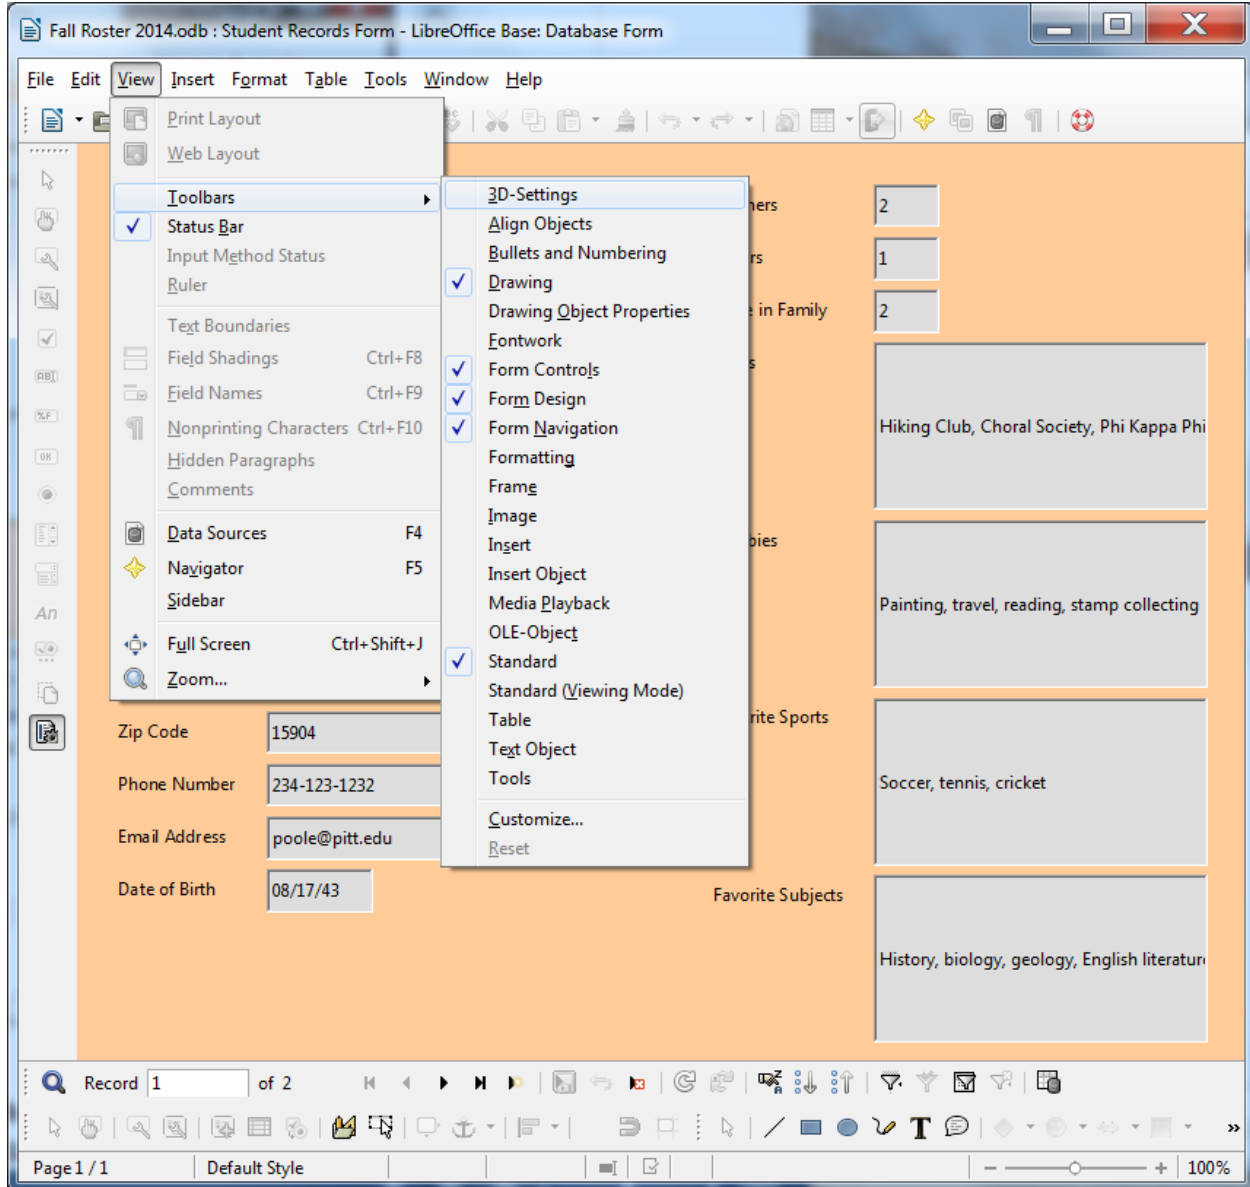 Fall Roster 2014.odb : Student Records Form - LibreOffice Base: Database Form
File Edit View Insert Format Table Tools Window Help
Print Layout
Web Layout
Toolbars
Status Bar
Input Method Status
Ruler
Text Boundaries
Field Shadings Ctrl+F8
Field Names Ctrl+F9
Nonprinting Characters Ctrl+F10
Hidden Paragraphs
Comments
Data Sources F4
Navigator F5
Sidebar
Full Screen Ctrl+Shift+J
Zoom...
3D-Settings
Align Objects
Bullets and Numbering
Drawing
Drawing Object Properties
Fontwork
Form Controls
Form Design
Form Navigation
Formatting
Frame
Image
Insert
Insert Object
Media Playback
OLE-Object
Standard
Standard (Viewing Mode)
Table
Text Object
Tools
Customize...
Reset
hers 2
rs 1
in Family 2
s
Hiking Club, Choral Society, Phi Kappa Phi
bies
Painting, travel, reading, stamp collecting
rite Sports
Soccer, tennis, cricket
Favorite Subjects
History, biology, geology, English literatur
Zip Code 15904
Phone Number 234-123-1232
Email Address poole@pitt.edu
Date of Birth 08/17/43
Record 1 of 2
Page 1 / 1 Default Style 100%